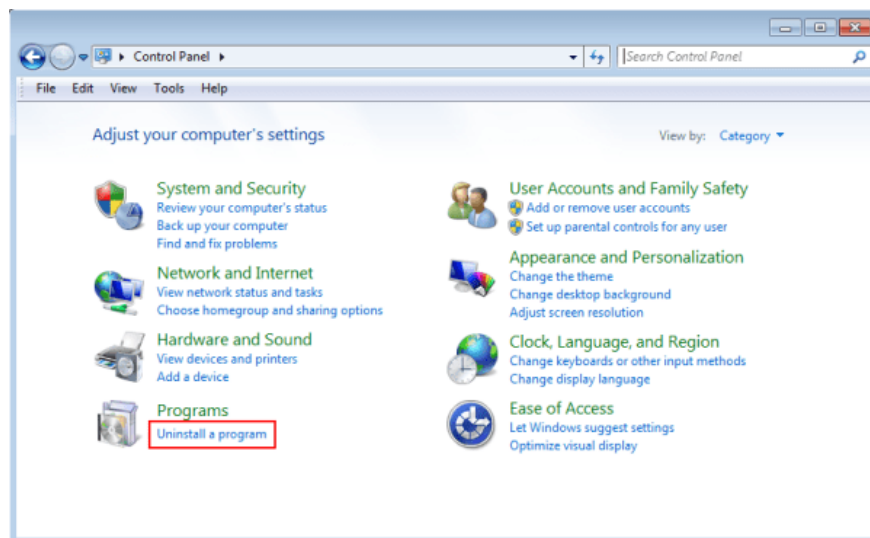 Control Panel
Search Control Panel
File Edit View Tools Help
Adjust your computer's settings
View by: Category
System and Security
Review your computer's status
Back up your computer
Find and fix problems
Network and Internet
View network status and tasks
Choose homegroup and sharing options
Hardware and Sound
View devices and printers
Add a device
Programs
Uninstall a program
User Accounts and Family Safety
Add or remove user accounts
Set up parental controls for any user
Appearance and Personalization
Change the theme
Change desktop background
Adjust screen resolution
Clock, Language, and Region
Change keyboards or other input methods
Change display language
Ease of Access
Let Windows suggest settings
Optimize visual display